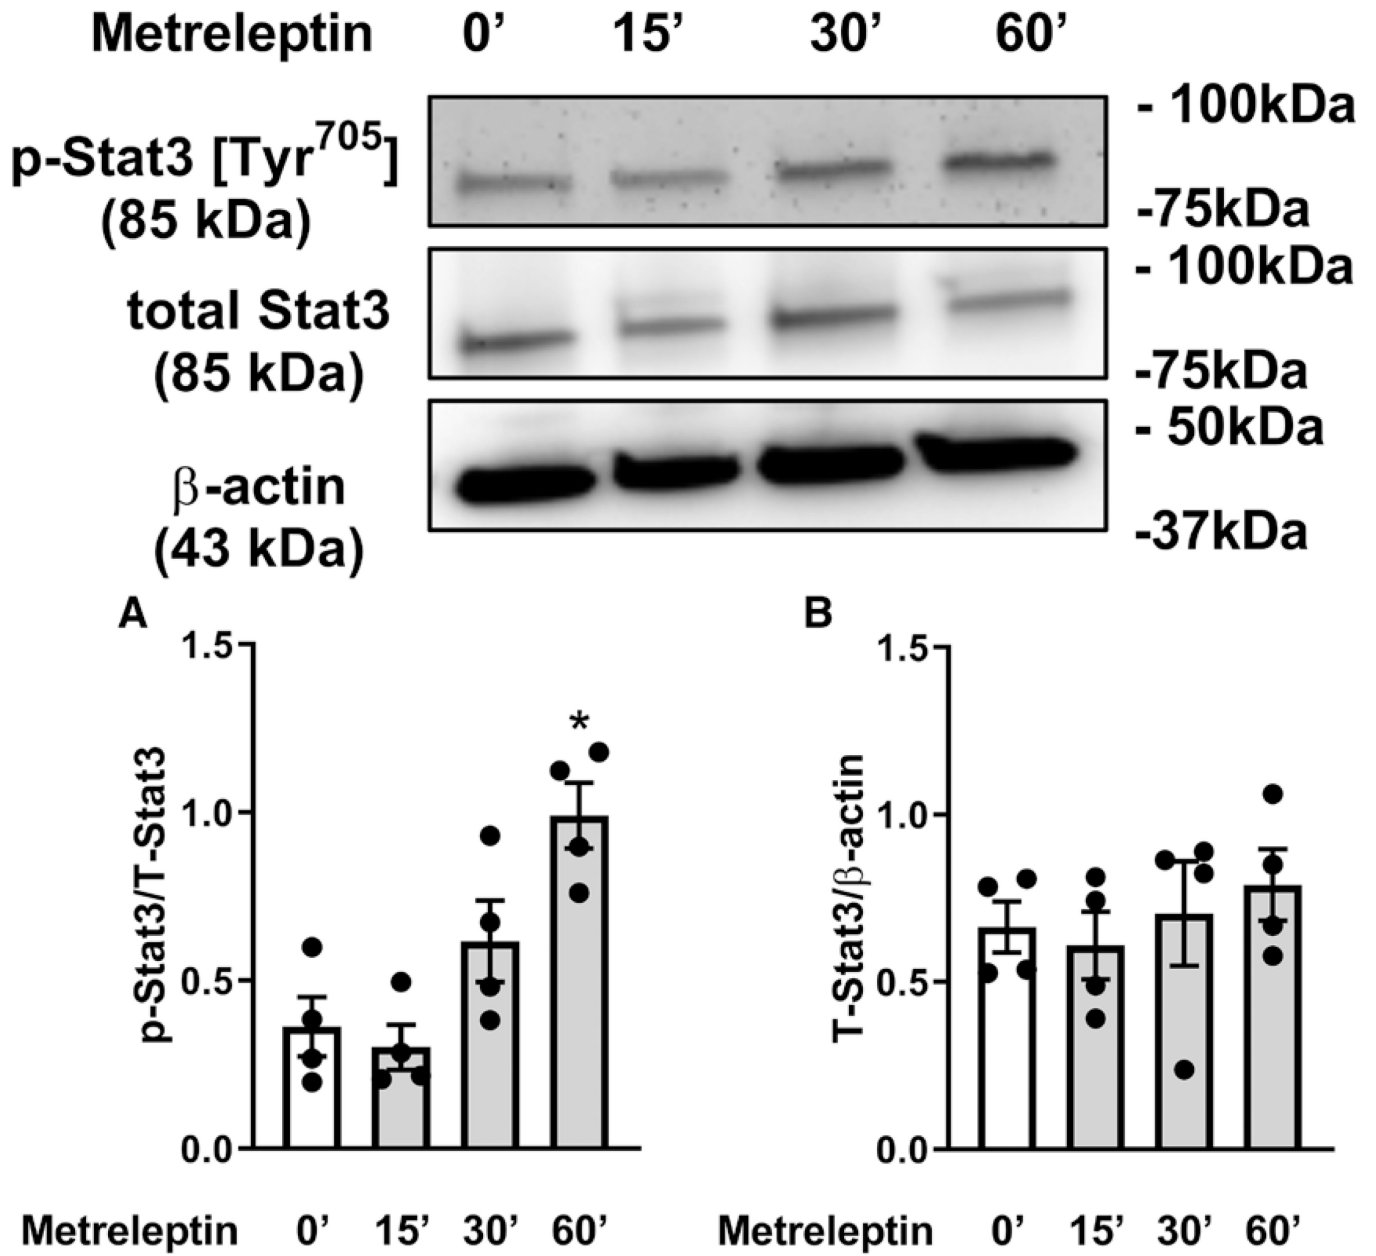 Metreleptin 0’ 15’ 30’ 60’
- 100kDa
p-Stat3 [Tyr⁷⁰⁵]
(85 kDa)
-75kDa
- 100kDa
total Stat3
(85 kDa)
-75kDa
- 50kDa
β-actin
(43 kDa)
-37kDa
A
1.5
1.0
0.5
0.0
p-Stat3/T-Stat3
*
Metreleptin 0’ 15’ 30’ 60’
B
1.5
1.0
0.5
0.0
T-Stat3/β-actin
Metreleptin 0’ 15’ 30’ 60’